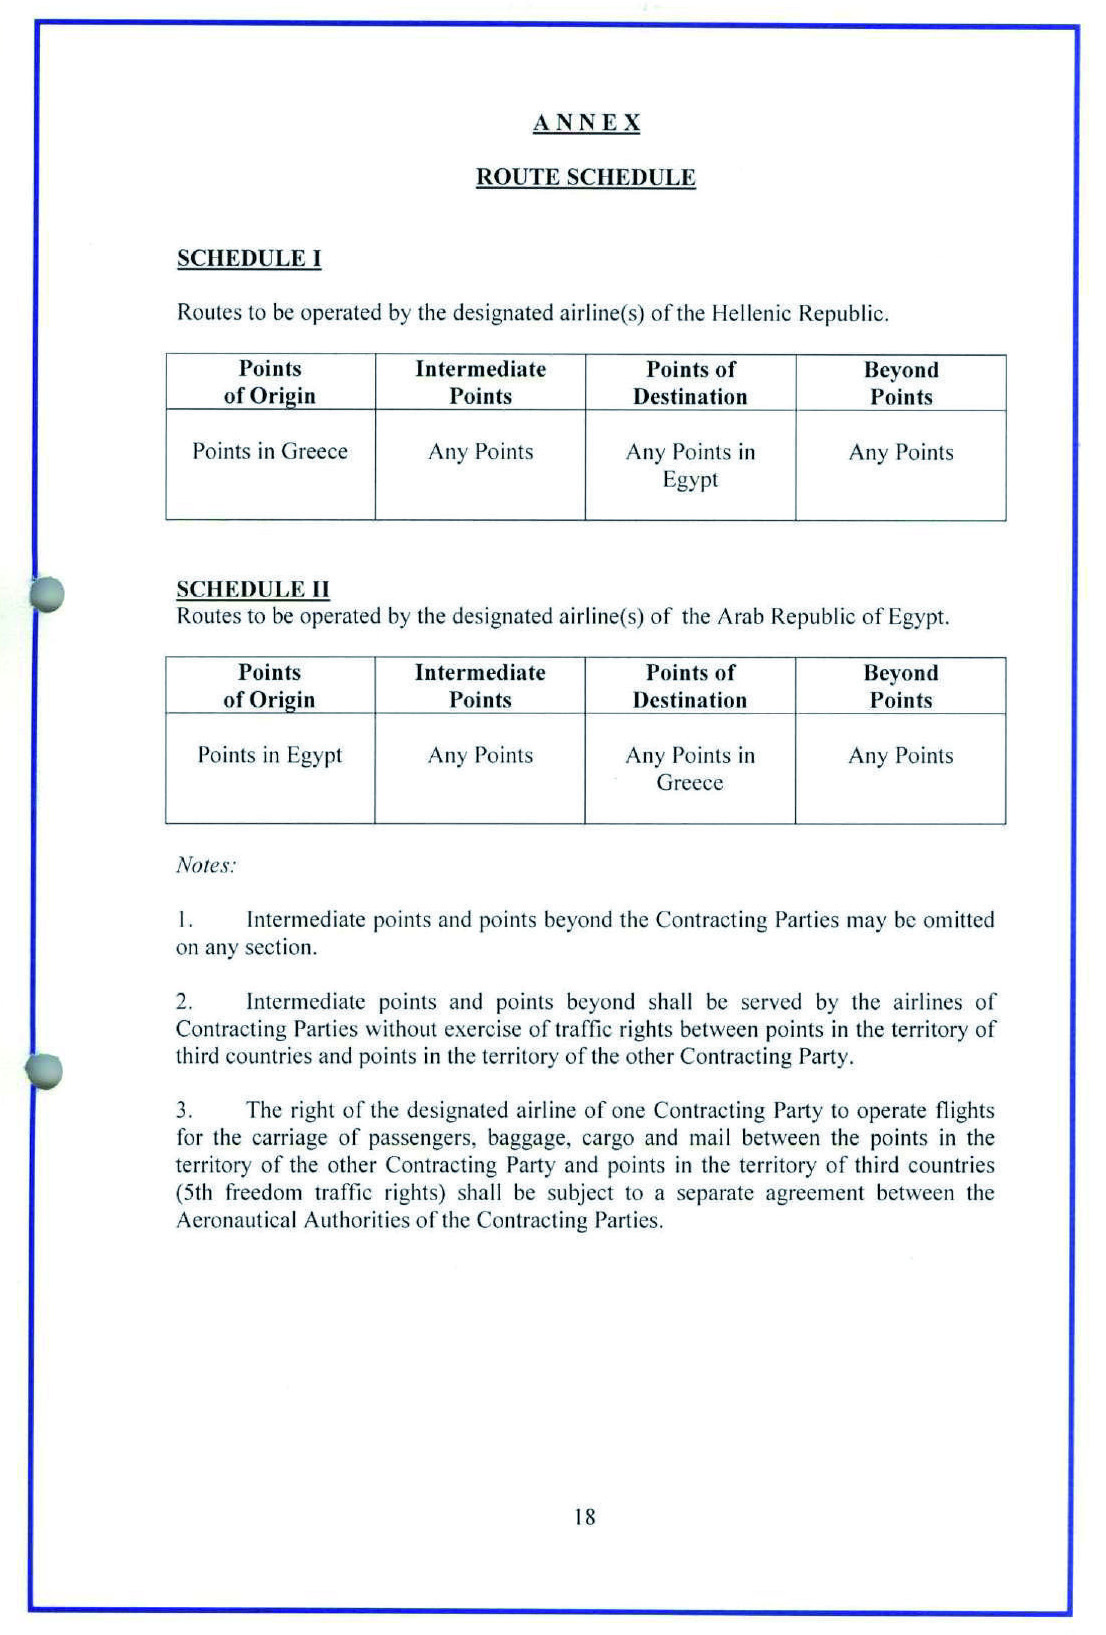 ANNEX
ROUTE SCHEDULE
SCHEDULE I
Routes to be operated by the designated airline(s) of the Hellenic Republic.
Points of Origin | Intermediate Points | Points of Destination | Beyond Points
Points in Greece | Any Points | Any Points in Egypt | Any Points
SCHEDULE II
Routes to be operated by the designated airline(s) of the Arab Republic of Egypt.
Points of Origin | Intermediate Points | Points of Destination | Beyond Points
Points in Egypt | Any Points | Any Points in Greece | Any Points
Notes:
1. Intermediate points and points beyond the Contracting Parties may be omitted
on any section.
2. Intermediate points and points beyond shall be served by the airlines of
Contracting Parties without exercise of traffic rights between points in the territory of
third countries and points in the territory of the other Contracting Party.
3. The right of the designated airline of one Contracting Party to operate flights
for the carriage of passengers, baggage, cargo and mail between the points in the
territory of the other Contracting Party and points in the territory of third countries
(5th freedom traffic rights) shall be subject to a separate agreement between the
Aeronautical Authorities of the Contracting Parties.
18